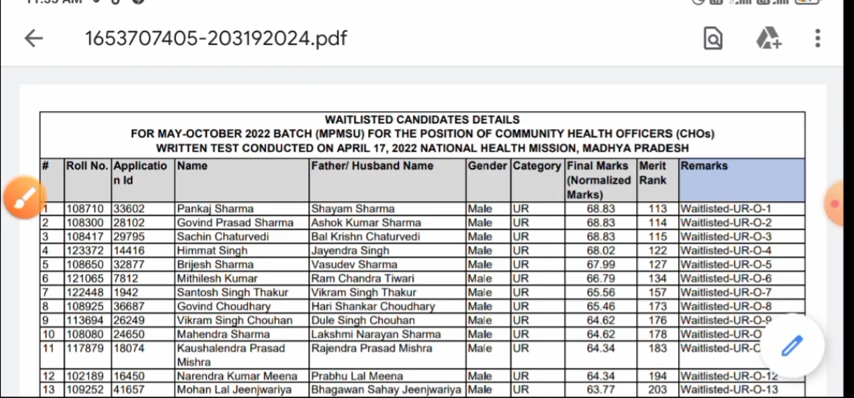 1653707405-203192024.pdf
WAITLISTED CANDIDATES DETAILS
FOR MAY-OCTOBER 2022 BATCH (MPMSU) FOR THE POSITION OF COMMUNITY HEALTH OFFICERS (CHOs)
WRITTEN TEST CONDUCTED ON APRIL 17, 2022 NATIONAL HEALTH MISSION, MADHYA PRADESH
# Roll No. Applicatio n Id Name Father/ Husband Name Gender Category Final Marks (Normalized Marks) Merit Rank Remarks
1 108710 33602 Pankaj Sharma Shayam Sharma Male UR 68.83 113 Waitlisted-UR-O-1
2 108300 28102 Govind Prasad Sharma Ashok Kumar Sharma Male UR 68.83 114 Waitlisted-UR-O-2
3 108417 29795 Sachin Chaturvedi Bal Krishn Chaturvedi Male UR 68.83 115 Waitlisted-UR-O-3
4 123372 14416 Himmat Singh Jayendra Singh Male UR 68.02 122 Waitlisted-UR-O-4
5 108650 32877 Brijesh Sharma Vasudev Sharma Male UR 67.99 127 Waitlisted-UR-O-5
6 121065 7812 Mithilesh Kumar Ram Chandra Tiwari Male UR 66.79 134 Waitlisted-UR-O-6
7 122448 1942 Santosh Singh Thakur Vikram Singh Thakur Male UR 65.56 157 Waitlisted-UR-O-7
8 108925 36687 Govind Choudhary Hari Shankar Choudhary Male UR 65.46 173 Waitlisted-UR-O-8
9 113694 26249 Vikram Singh Chouhan Dule Singh Chouhan Male UR 64.62 176 Waitlisted-UR-O-9
10 108080 24650 Mahendra Sharma Lakshmi Narayan Sharma Male UR 64.62 178 Waitlisted-UR-O
11 117879 18074 Kaushalendra Prasad Mishra Rajendra Prasad Mishra Male UR 64.34 183 Waitlisted-UR-
12 102189 16450 Narendra Kumar Meena Prabhu Lal Meena Male UR 64.34 194 Waitlisted-UR-O-12
13 109252 41657 Mohan Lal Jeenjwariya Bhagawan Sahay Jeenjwariya Male UR 63.77 203 Waitlisted-UR-O-13